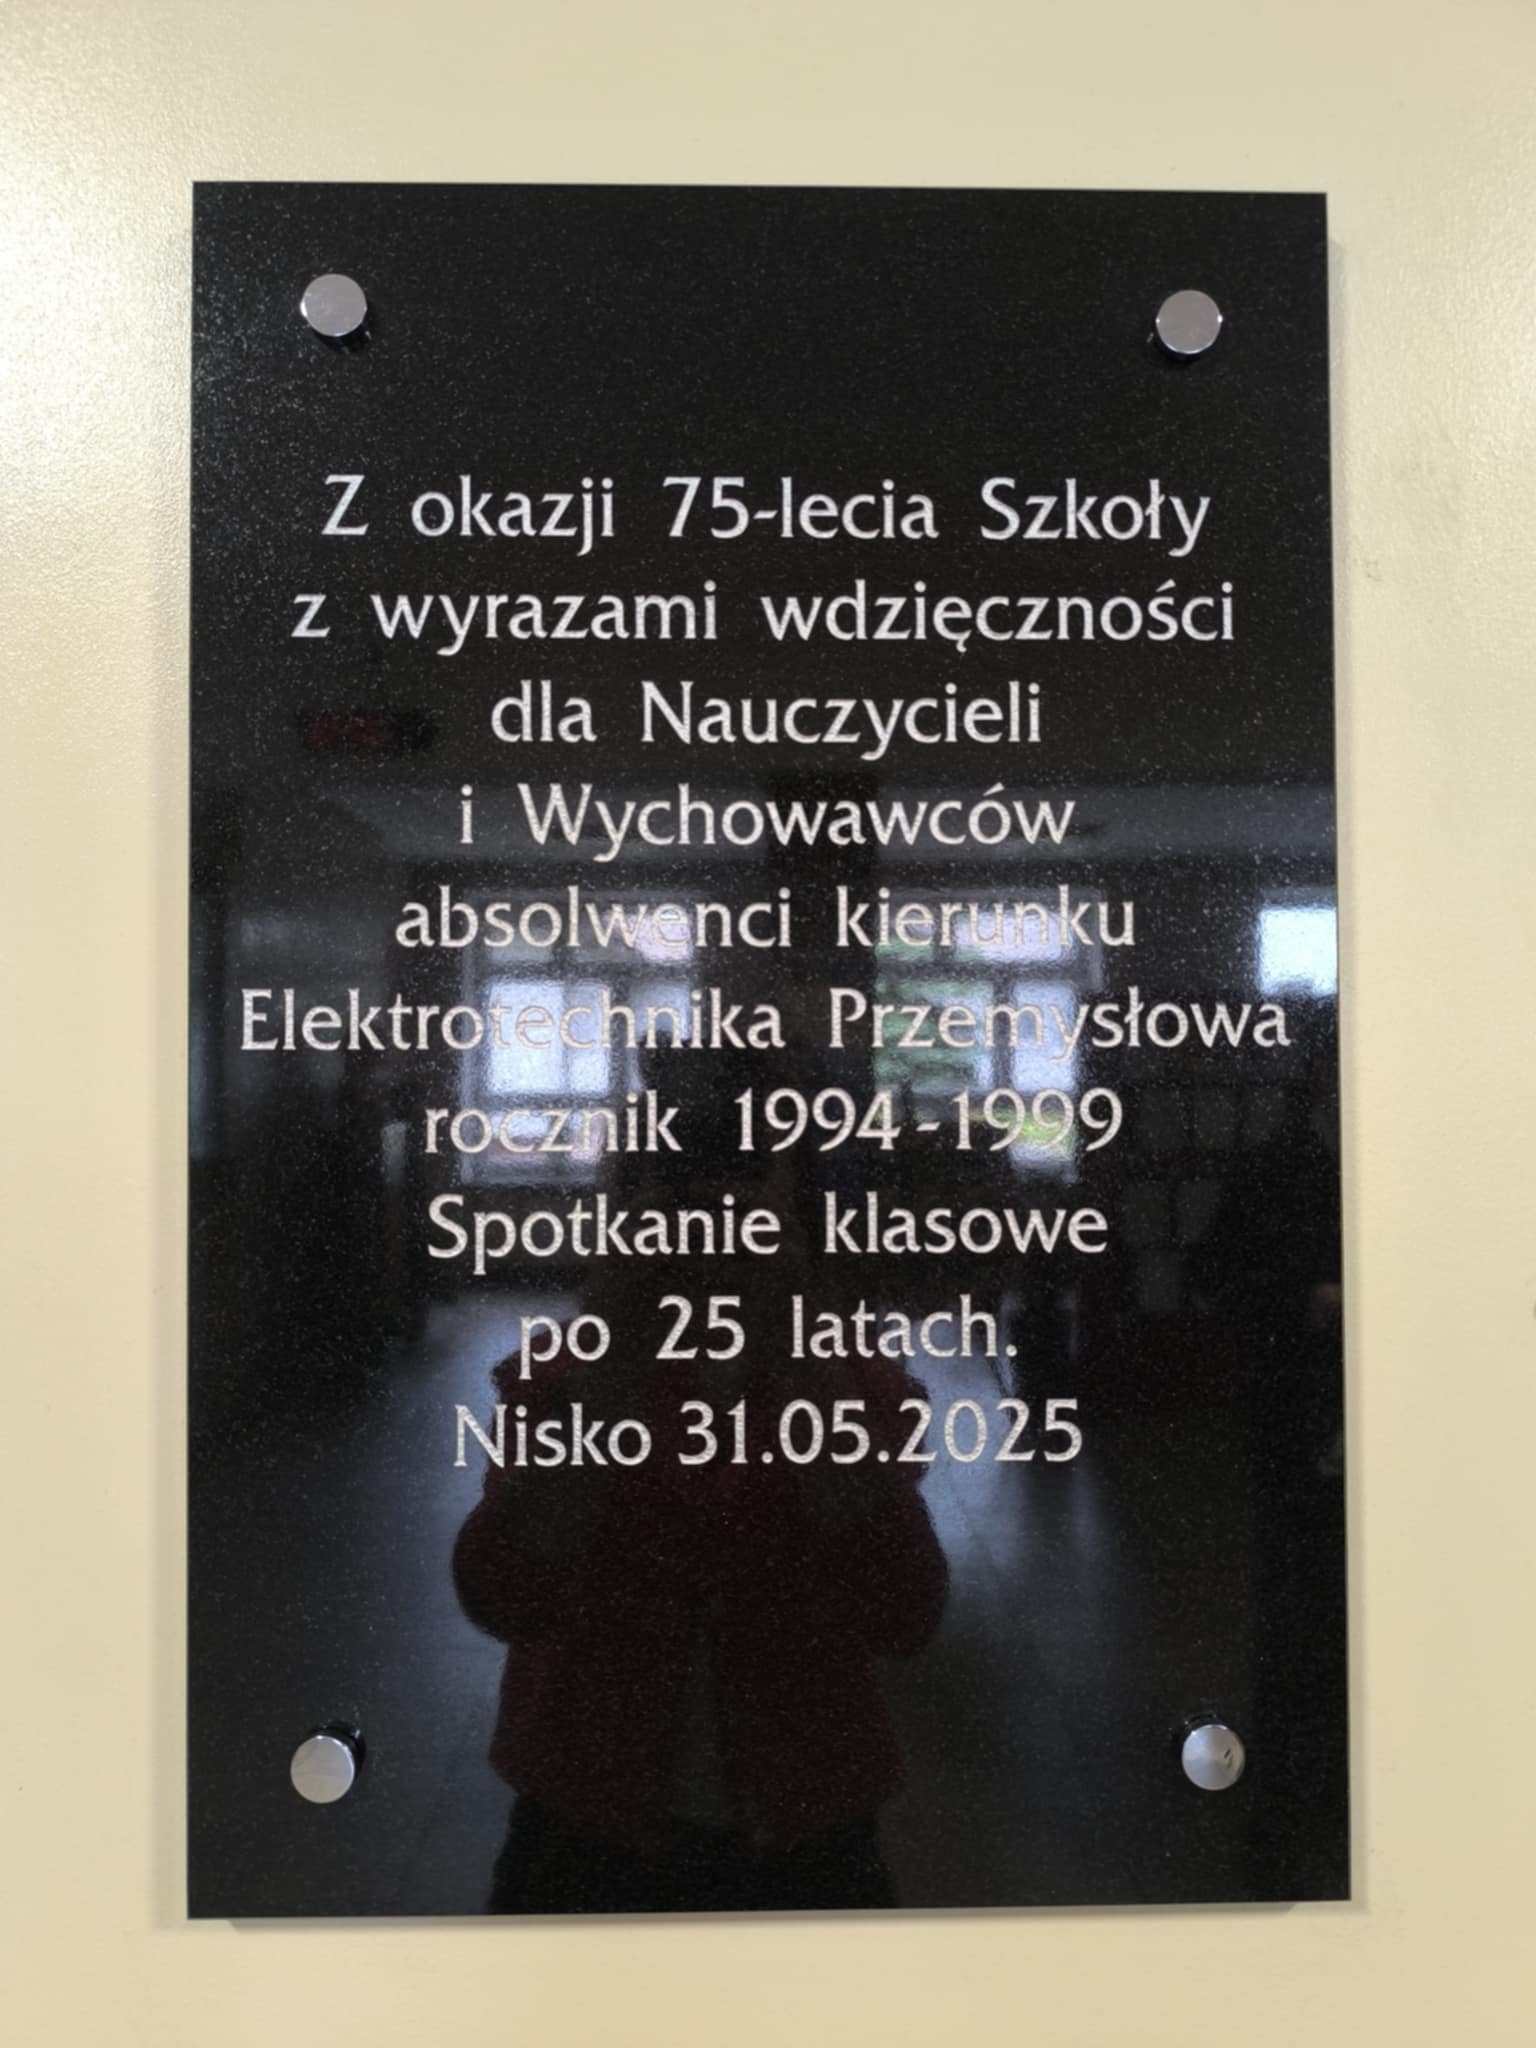 Z okazji 75-lecia Szkoły
z wyrazami wdzięczności
dla Nauczycieli
i Wychowawców
absolwenci kierunku
Elektrotechnika Przemysłowa
rocznik 1994-1999
Spotkanie klasowe
po 25 latach.
Nisko 31.05.2025